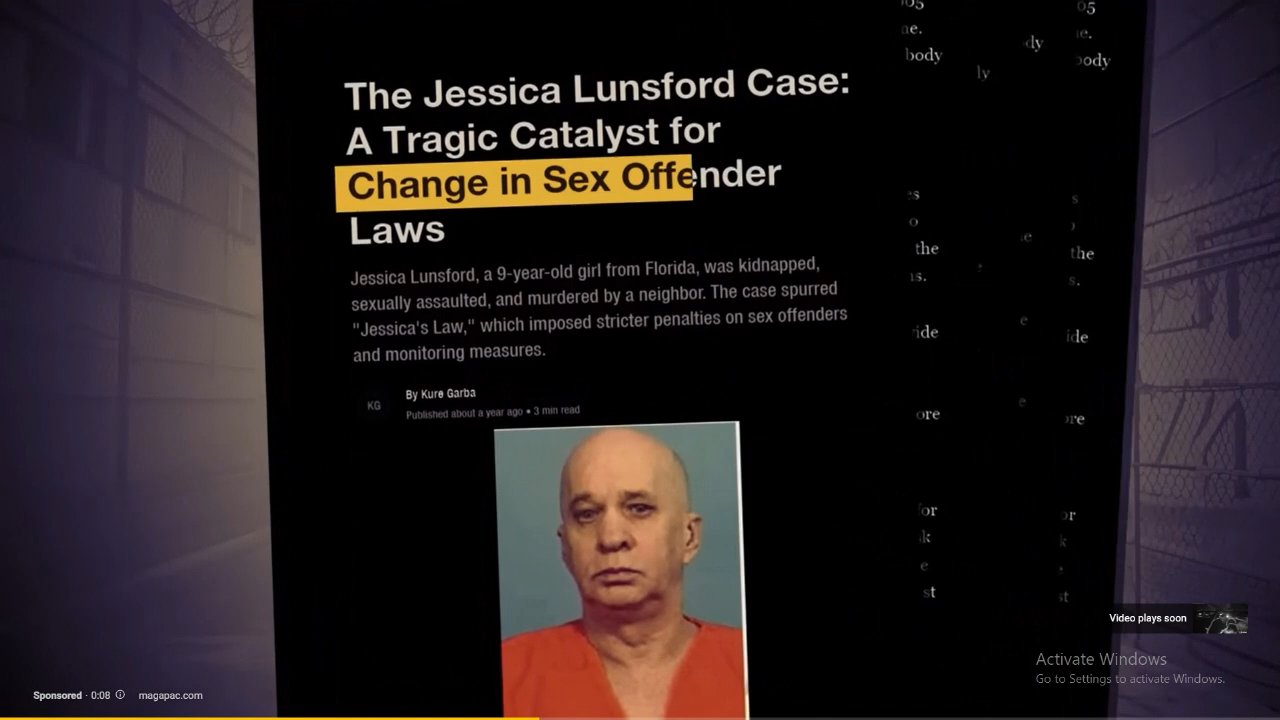 The Jessica Lunsford Case:
A Tragic Catalyst for
Change in Sex Offender
Laws
Jessica Lunsford, a 9-year-old girl from Florida, was kidnapped,
sexually assaulted, and murdered by a neighbor. The case spurred
"Jessica's Law," which imposed stricter penalties on sex offenders
and monitoring measures.
KG
By Kure Garba
Published about a year ago • 3 min read
body
the
Video plays soon
Activate Windows
Go to Settings to activate Windows.
Sponsored · 0:08
magapac.com